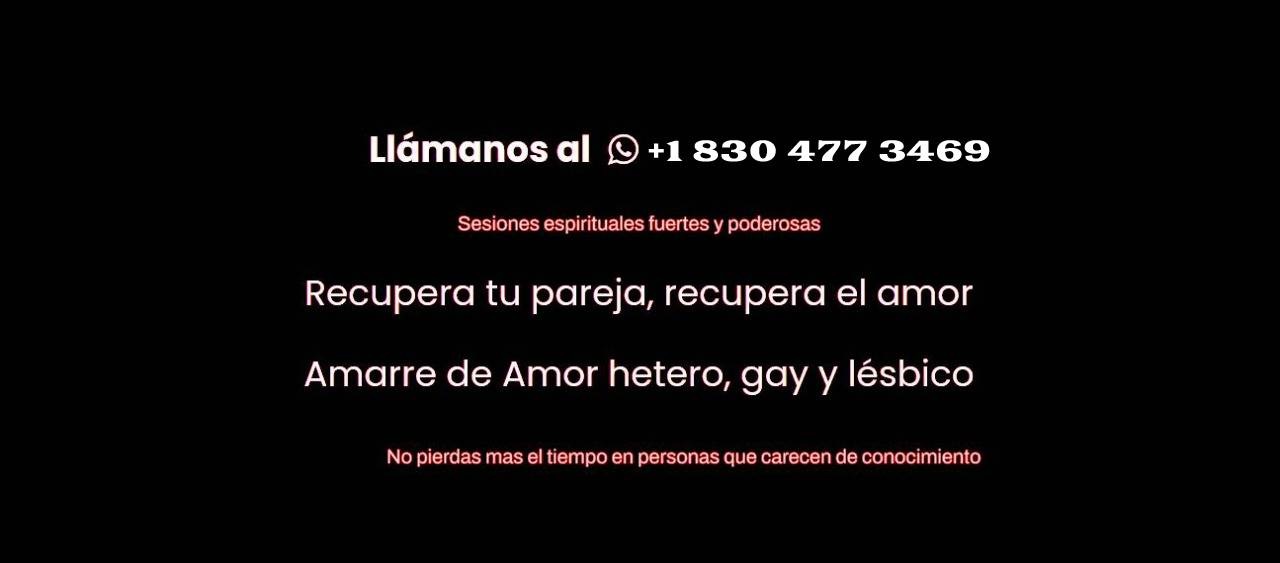 Llámanos al +1 830 477 3469
Sesiones espirituales fuertes y poderosas
Recupera tu pareja, recupera el amor
Amarre de Amor hetero, gay y lésbico
No pierdas mas el tiempo en personas que carecen de conocimiento